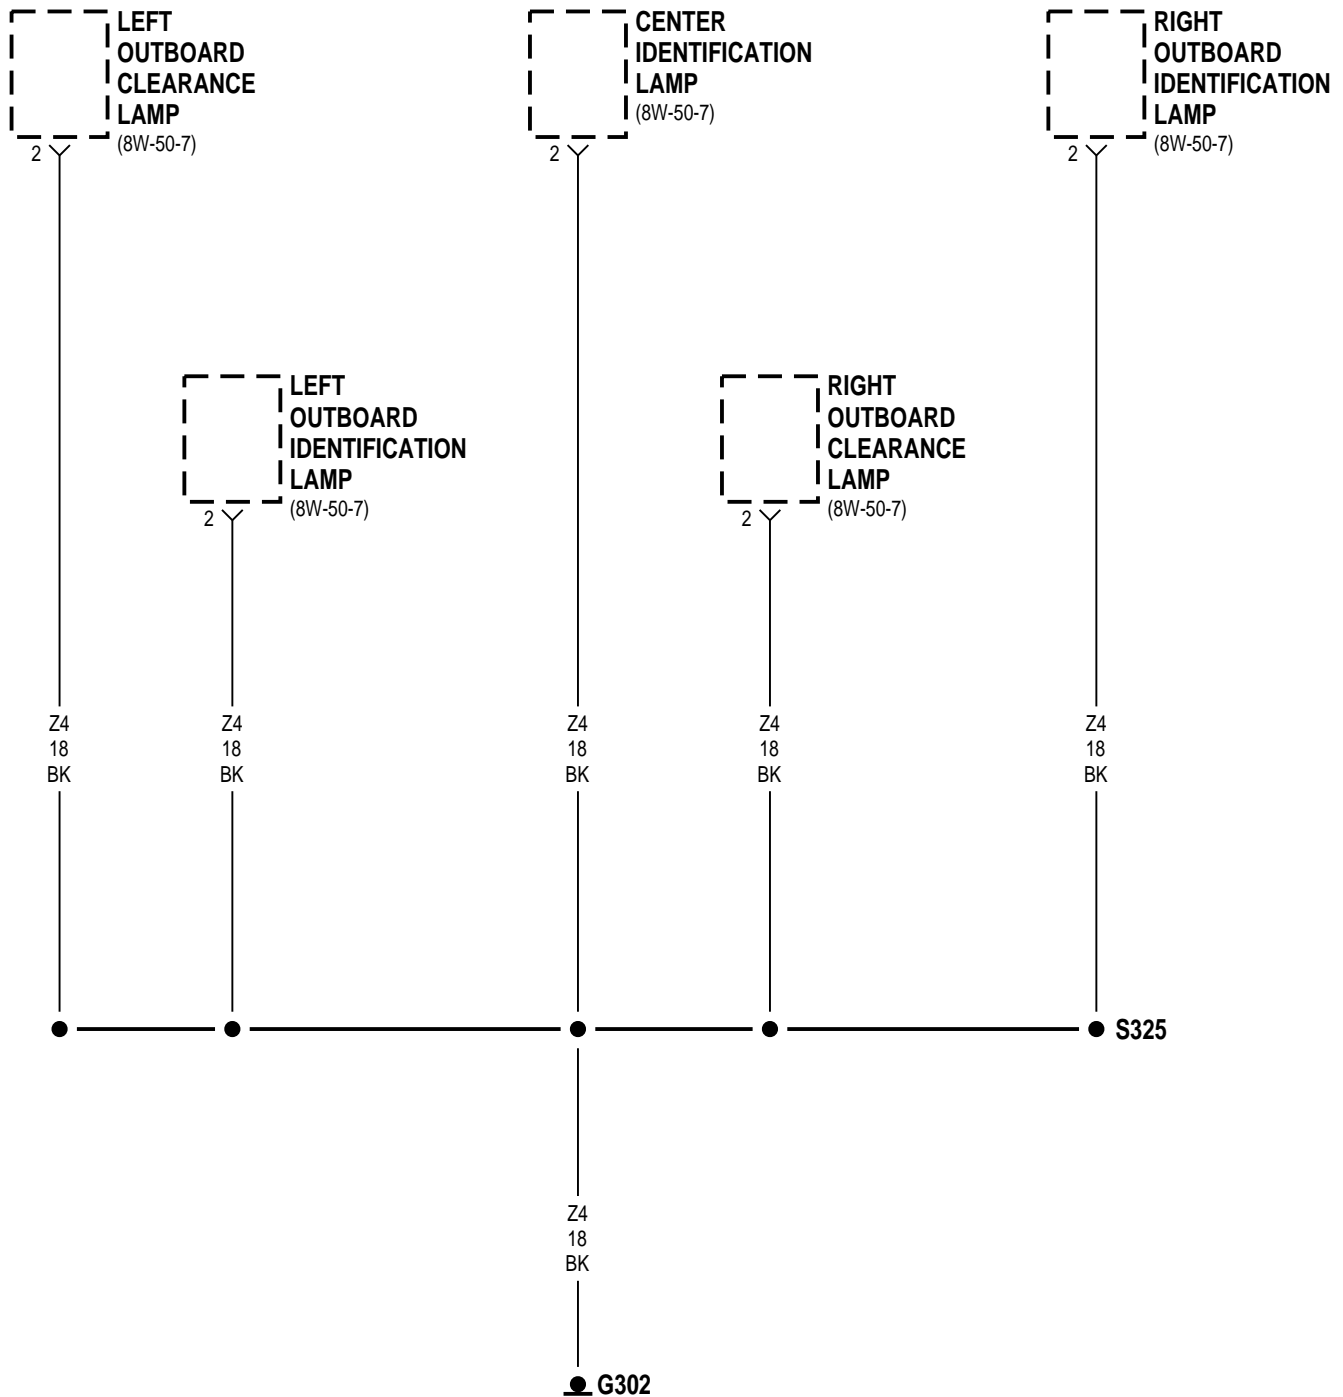 LEFT
OUTBOARD
CLEARANCE
LAMP
(8W-50-7)
2
CENTER
IDENTIFICATION
LAMP
(8W-50-7)
2
RIGHT
OUTBOARD
IDENTIFICATION
LAMP
(8W-50-7)
2
LEFT
OUTBOARD
IDENTIFICATION
LAMP
(8W-50-7)
2
RIGHT
OUTBOARD
CLEARANCE
LAMP
(8W-50-7)
2
Z4
18
BK
Z4
18
BK
Z4
18
BK
Z4
18
BK
Z4
18
BK
S325
Z4
18
BK
G302